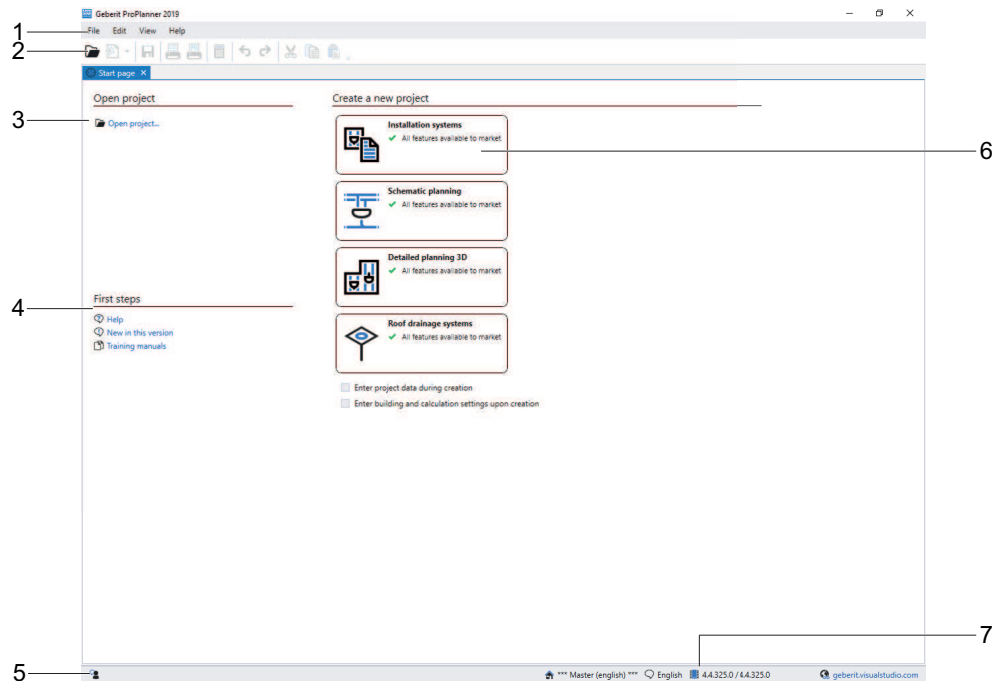 Geberit ProPlanner 2019
1
File Edit View Help
2
Start page ×
Open project
3
Open project...
Create a new project
Installation systems
✓ All features available to market
6
Schematic planning
✓ All features available to market
Detailed planning 3D
✓ All features available to market
Roof drainage systems
✓ All features available to market
Enter project data during creation
Enter building and calculation settings upon creation
First steps
4
Help
New in this version
Training manuals
7
5
*** Master (english) *** English 4.4.325.0 / 4.4.325.0 geberit.visualstudio.com